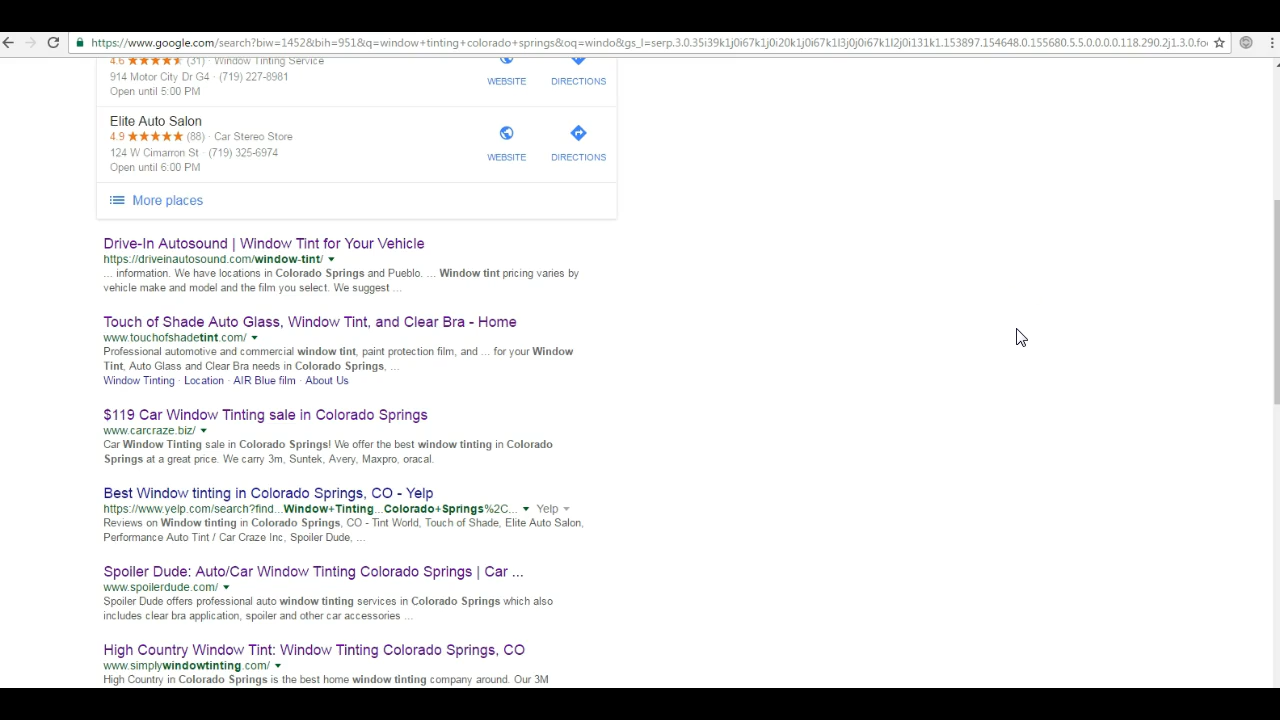 https://www.google.com/search?biw=1452&bih=951&q=window+tinting+colorado+springs&oq=windo&gs_l=serp.3.0.35i39k1j0i67k1j0i20k1j0i67k1l3j0j0i67k1l2j0i131k1.153897.154648.0.155680.5.5.0.0.0.0.118.290.2j1.3.0.fo
4.6 (31) · Window Tinting Service
914 Motor City Dr G4 · (719) 227-8981
Open until 5:00 PM
WEBSITE
DIRECTIONS
Elite Auto Salon
4.9 (88) · Car Stereo Store
124 W Cimarron St · (719) 325-6974
Open until 6:00 PM
WEBSITE
DIRECTIONS
More places
Drive-In Autosound | Window Tint for Your Vehicle
https://driveinautosound.com/window-tint/
... information. We have locations in Colorado Springs and Pueblo. ... Window tint pricing varies by
vehicle make and model and the film you select. We suggest ...
Touch of Shade Auto Glass, Window Tint, and Clear Bra - Home
www.touchofshadetint.com/
Professional automotive and commercial window tint, paint protection film, and ... for your Window
Tint, Auto Glass and Clear Bra needs in Colorado Springs, ...
Window Tinting · Location · AIR Blue film · About Us
$119 Car Window Tinting sale in Colorado Springs
www.carcraze.biz/
Car Window Tinting sale in Colorado Springs! We offer the best window tinting in Colorado
Springs at a great price. We carry 3m, Suntek, Avery, Maxpro, oracal.
Best Window tinting in Colorado Springs, CO - Yelp
https://www.yelp.com/search?find...Window+Tinting...Colorado+Springs%2C... Yelp
Reviews on Window tinting in Colorado Springs, CO - Tint World, Touch of Shade, Elite Auto Salon,
Performance Auto Tint / Car Craze Inc, Spoiler Dude, ...
Spoiler Dude: Auto/Car Window Tinting Colorado Springs | Car ...
www.spoilerdude.com/
Spoiler Dude offers professional auto window tinting services in Colorado Springs which also
includes clear bra application, spoiler and other car accessories ...
High Country Window Tint: Window Tinting Colorado Springs, CO
www.simplywindowtinting.com/
High Country in Colorado Springs is the best home window tinting company around. Our 3M